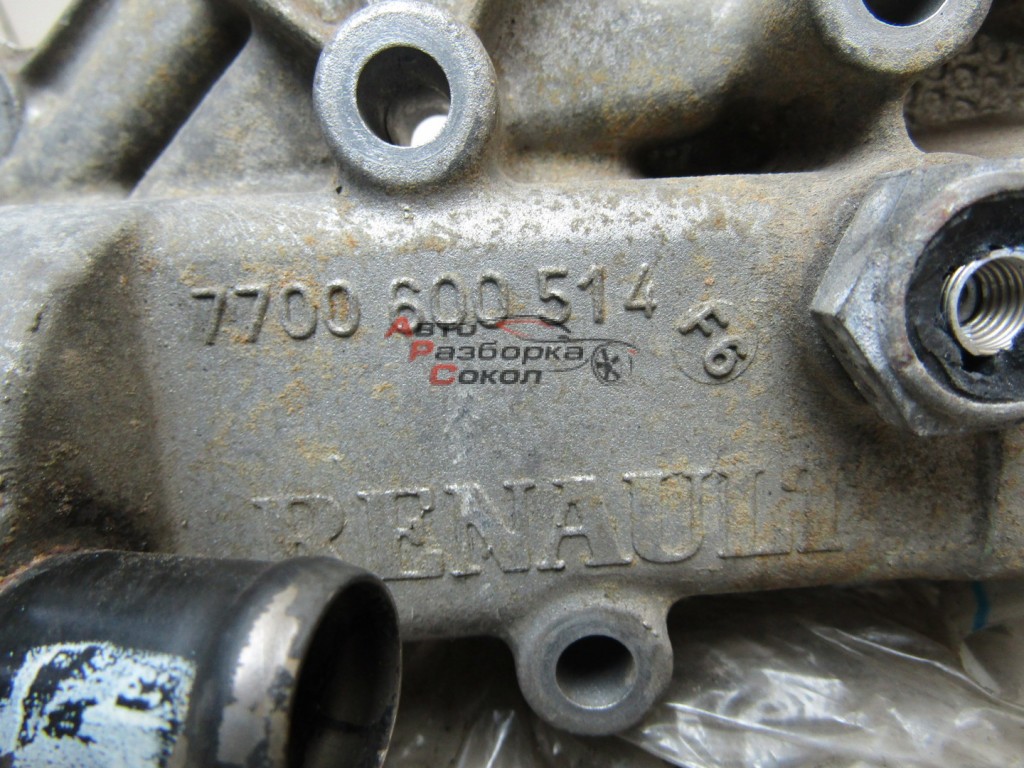 7700 600 514 F6
Авто
Разборка
Сокол
RENAULT